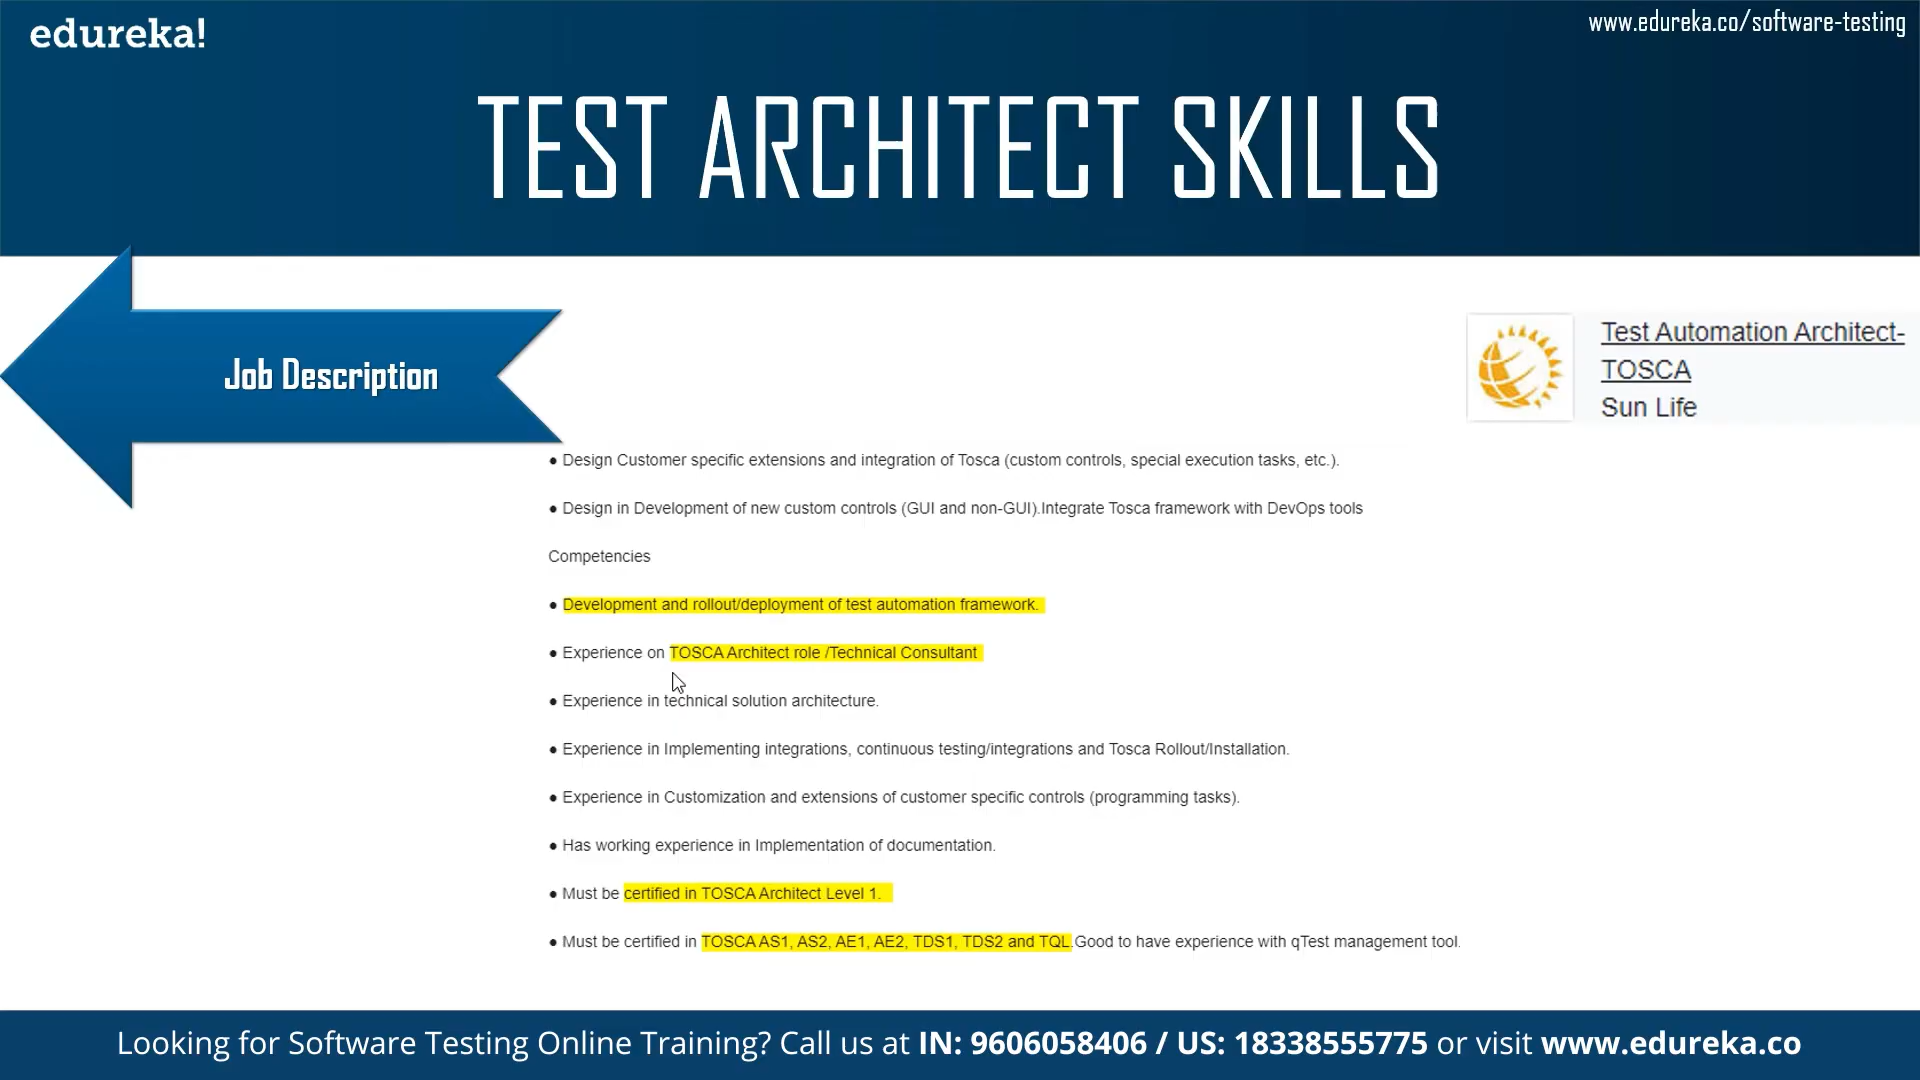 edureka!
www.edureka.co/software-testing
TEST ARCHITECT SKILLS
Job Description
Test Automation Architect-
TOSCA
Sun Life
● Design Customer specific extensions and integration of Tosca (custom controls, special execution tasks, etc.).
● Design in Development of new custom controls (GUI and non-GUI).Integrate Tosca framework with DevOps tools
Competencies
● Development and rollout/deployment of test automation framework.
● Experience on TOSCA Architect role /Technical Consultant
● Experience in technical solution architecture.
● Experience in Implementing integrations, continuous testing/integrations and Tosca Rollout/Installation.
● Experience in Customization and extensions of customer specific controls (programming tasks).
● Has working experience in Implementation of documentation.
● Must be certified in TOSCA Architect Level 1.
● Must be certified in TOSCA AS1, AS2, AE1, AE2, TDS1, TDS2 and TQL.Good to have experience with qTest management tool.
Looking for Software Testing Online Training? Call us at IN: 9606058406 / US: 18338555775 or visit www.edureka.co